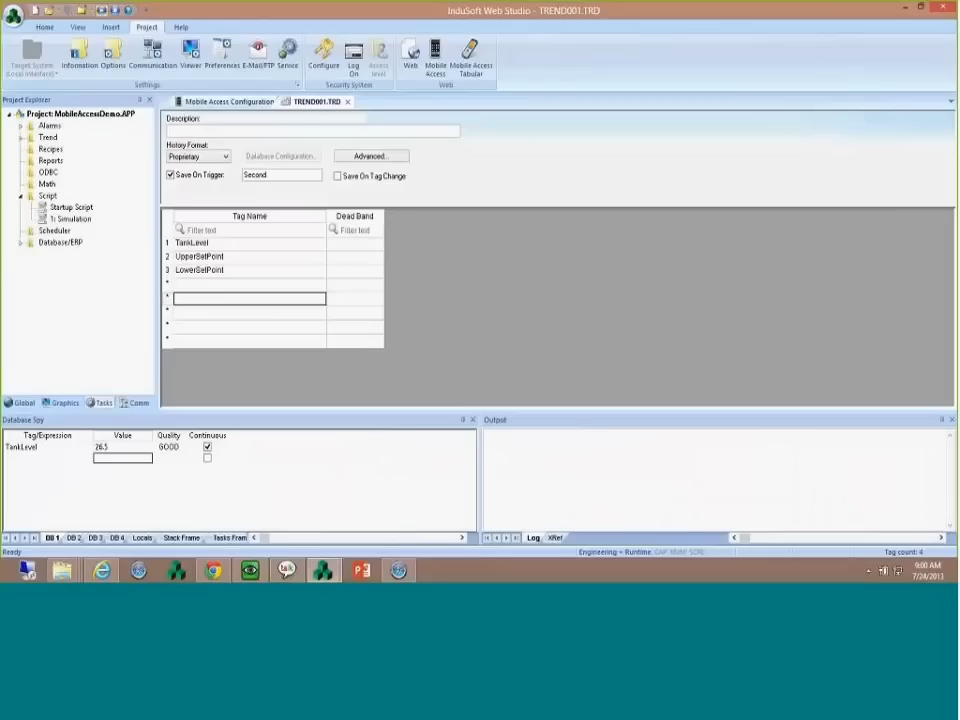 InduSoft Web Studio - TREND001.TRD
Home View Insert Project Help
Target System Information Options Communication Viewer Preferences E-Mail/FTP Service Configure Log Access Web Mobile Mobile Access
(Local Interface) On Level Access Tabular
Settings Security System Web
Project Explorer Mobile Access Configuration TREND001.TRD
Project: MobileAccessDemo.APP
Alarms
Trend
Recipes
Reports
ODBC
Math
Script
Startup Script
1: Simulation
Scheduler
Database/ERP
Global Graphics Tasks Comm
Description:
History Format:
Proprietary Database Configuration... Advanced...
Save On Trigger: Second Save On Tag Change
Tag Name Dead Band
Filter text Filter text
1 TankLevel
2 UpperSetPoint
3 LowerSetPoint
*
*
*
*
*
Database Spy
Tag/Expression Value Quality Continuous
TankLevel 26.5 GOOD
DB 1 DB 2 DB 3 DB 4 Locals Stack Frame Tasks Fram
Output
Log XRef
Ready Engineering + Runtime CAP NUM SCRL Tag count: 4
talk
9:00 AM
7/24/2013